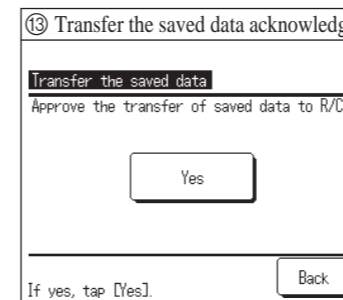 ⑬ Transfer the saved data acknowledg
Transfer the saved data
Approve the transfer of saved data to R/C
Yes
Back
If yes, tap [Yes].